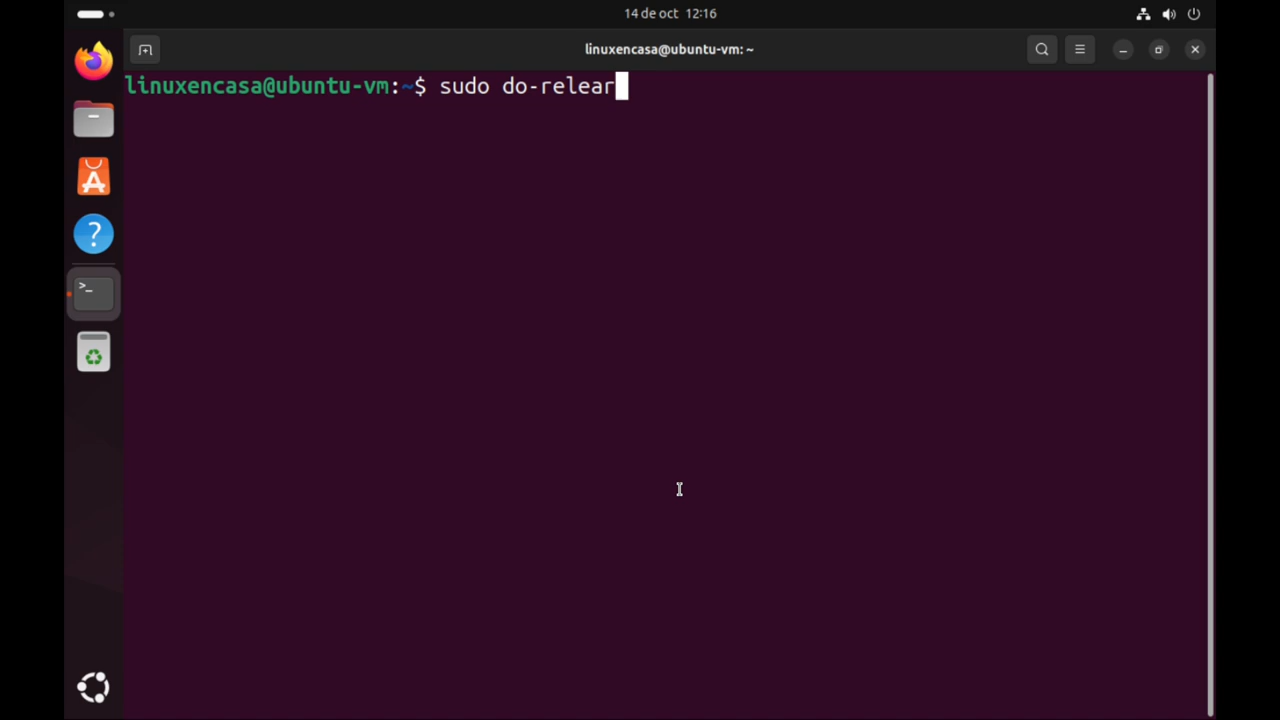 14 de oct 12:16
linuxencasa@ubuntu-vm: ~
linuxencasa@ubuntu-vm:~$ sudo do-relear